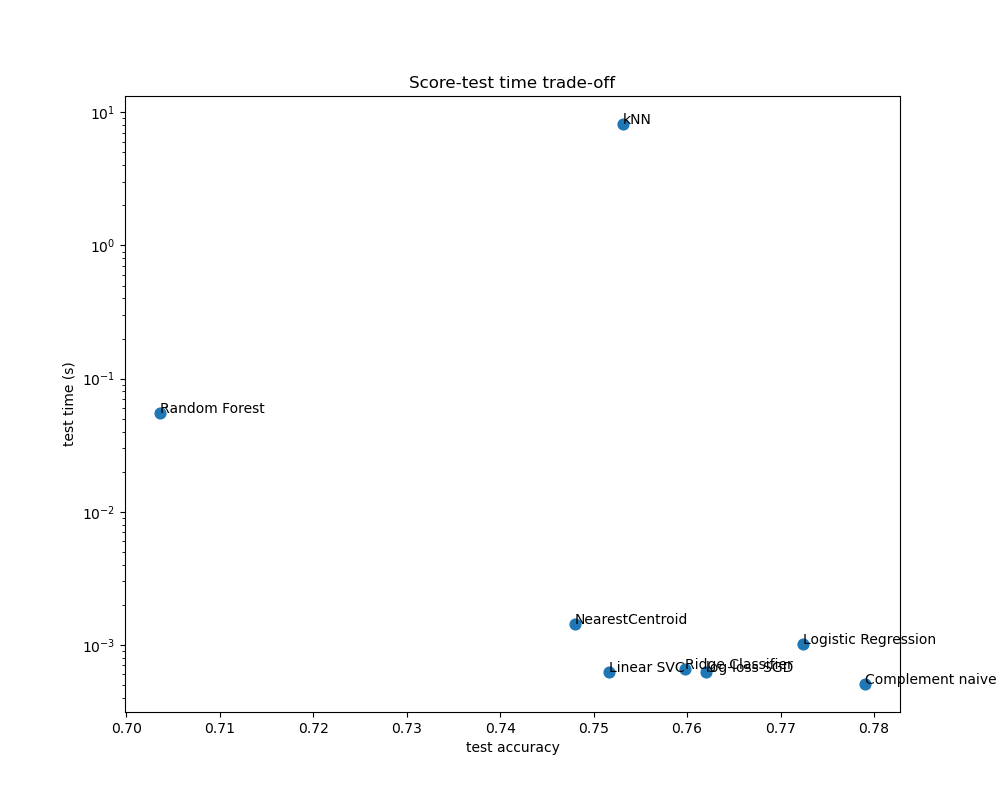 Score-test time trade-off
10¹
10⁰
10⁻¹
10⁻²
10⁻³
test time (s)
kNN
Random Forest
NearestCentroid
Logistic Regression
Linear SVC
Ridge Classifier
log-loss SGD
Complement naive
0.70 0.71 0.72 0.73 0.74 0.75 0.76 0.77 0.78
test accuracy